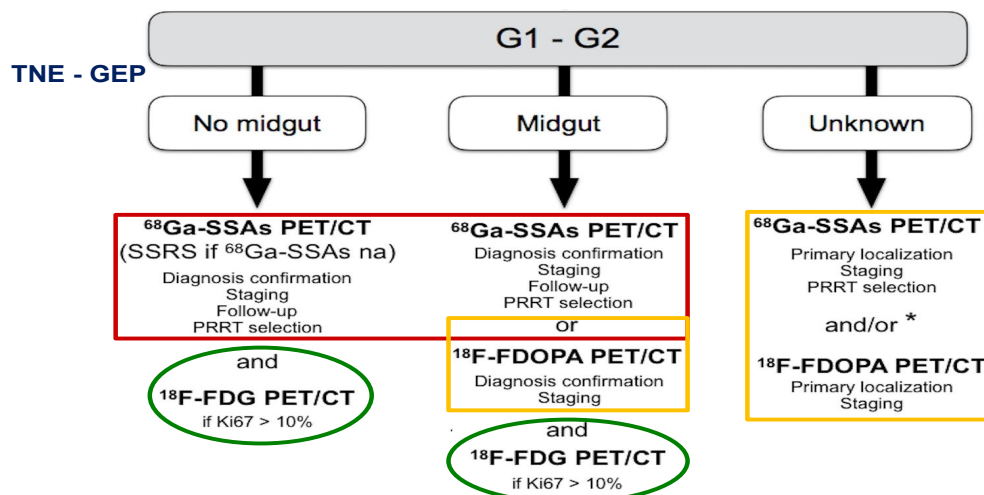 G1 - G2
TNE - GEP
No midgut
Midgut
Unknown
⁶⁸Ga-SSAs PET/CT
(SSRS if ⁶⁸Ga-SSAs na)
Diagnosis confirmation
Staging
Follow-up
PRRT selection
and
¹⁸F-FDG PET/CT
if Ki67 > 10%
⁶⁸Ga-SSAs PET/CT
Diagnosis confirmation
Staging
Follow-up
PRRT selection
or
¹⁸F-FDOPA PET/CT
Diagnosis confirmation
Staging
and
¹⁸F-FDG PET/CT
if Ki67 > 10%
⁶⁸Ga-SSAs PET/CT
Primary localization
Staging
PRRT selection
and/or *
¹⁸F-FDOPA PET/CT
Primary localization
Staging